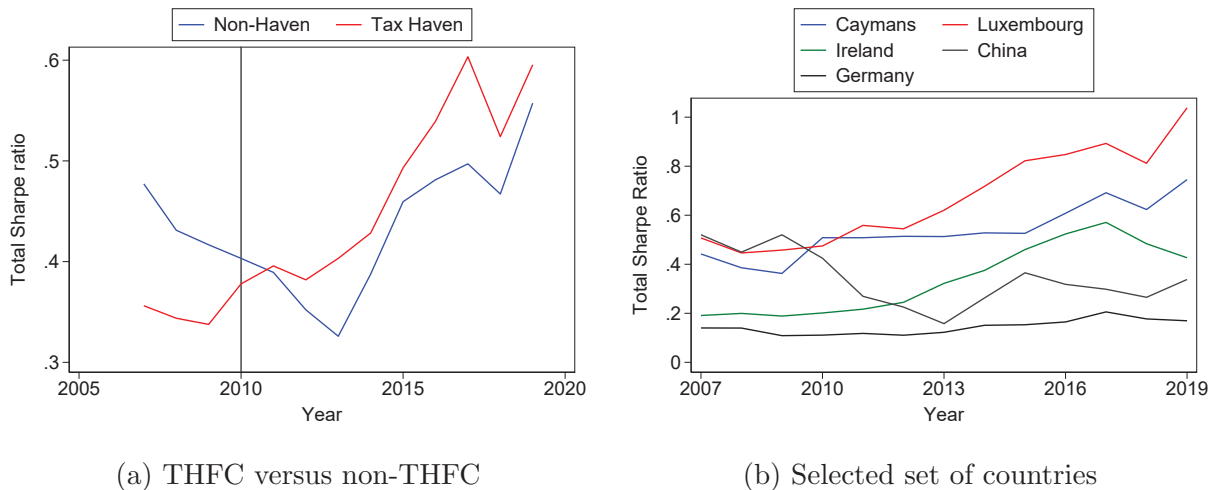 Non-Haven Tax Haven
.6
.5
.4
.3
Total Sharpe ratio
2005 2010 2015 2020
Year
(a) THFC versus non-THFC
Caymans Luxembourg
Ireland China
Germany
1
.8
.6
.4
.2
0
Total Sharpe Ratio
2007 2010 2013 2016 2019
Year
(b) Selected set of countries